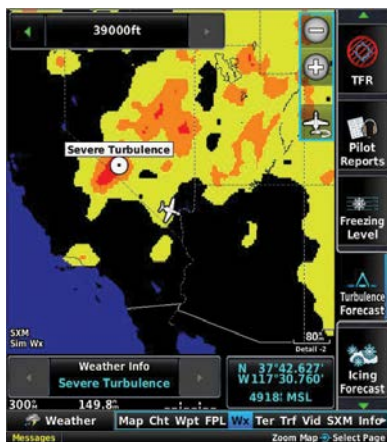 39000ft
TFR
Severe Turbulence
Pilot
Reports
Freezing
Level
Turbulence
Forecast
Icing
Forecast
SXM
Sim Wx
80
Detail -2
Weather Info
Severe Turbulence
N 37°42.627'
W117°30.760'
4918! MSL
300
149.8
Weather
Map Cht Wpt FPL Wx Ter Trf Vid SXM Info
Messages
Zoom Map Select Page